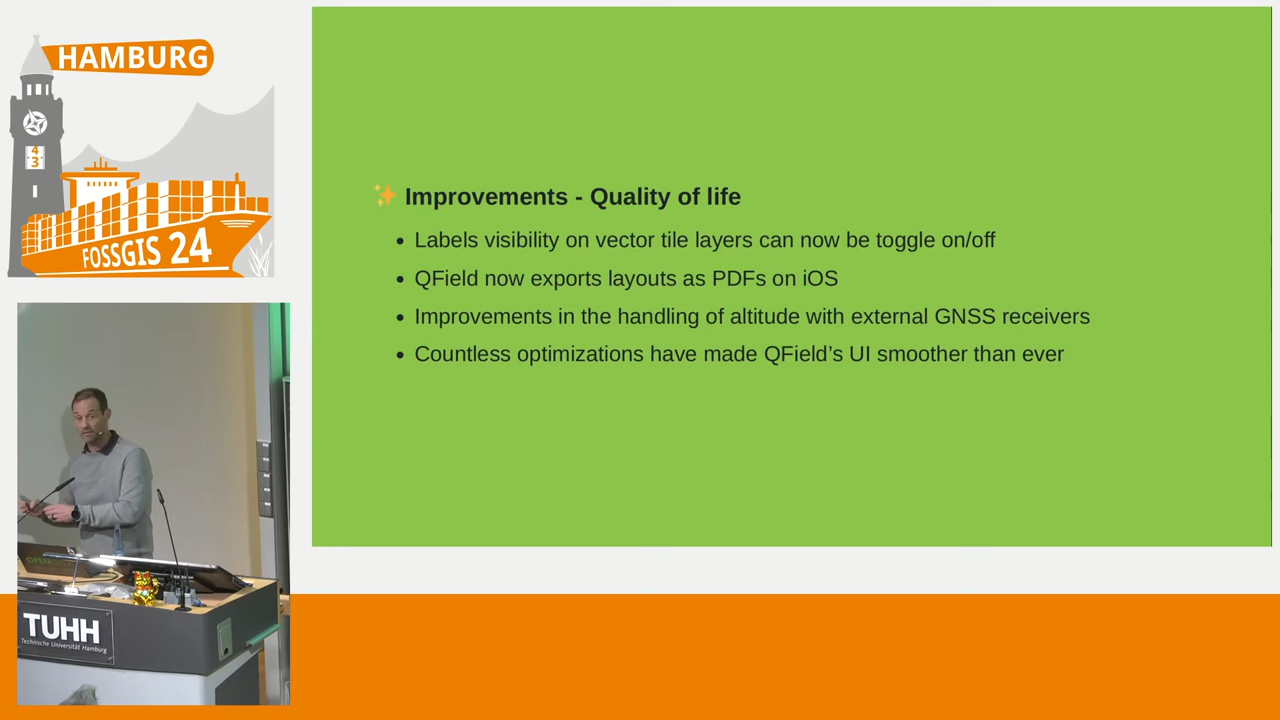 HAMBURG
4
3
FOSSGIS 24
✨ Improvements - Quality of life
• Labels visibility on vector tile layers can now be toggle on/off
• QField now exports layouts as PDFs on iOS
• Improvements in the handling of altitude with external GNSS receivers
• Countless optimizations have made QField’s UI smoother than ever
TUHH
Technische Universität Hamburg